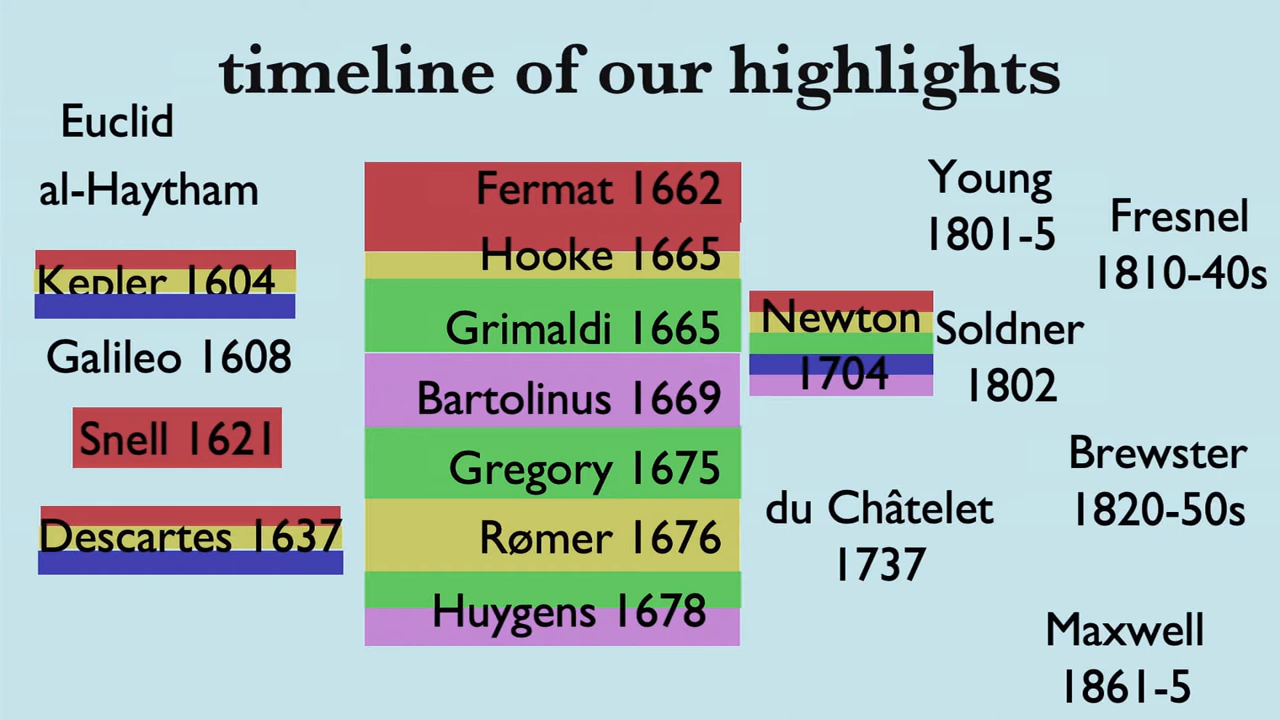 timeline of our highlights
Euclid
al-Haytham
Kepler 1604
Galileo 1608
Snell 1621
Descartes 1637
Fermat 1662
Hooke 1665
Grimaldi 1665
Bartolinus 1669
Gregory 1675
Rømer 1676
Huygens 1678
Newton
1704
du Châtelet
1737
Young
1801-5
Soldner
1802
Fresnel
1810-40s
Brewster
1820-50s
Maxwell
1861-5